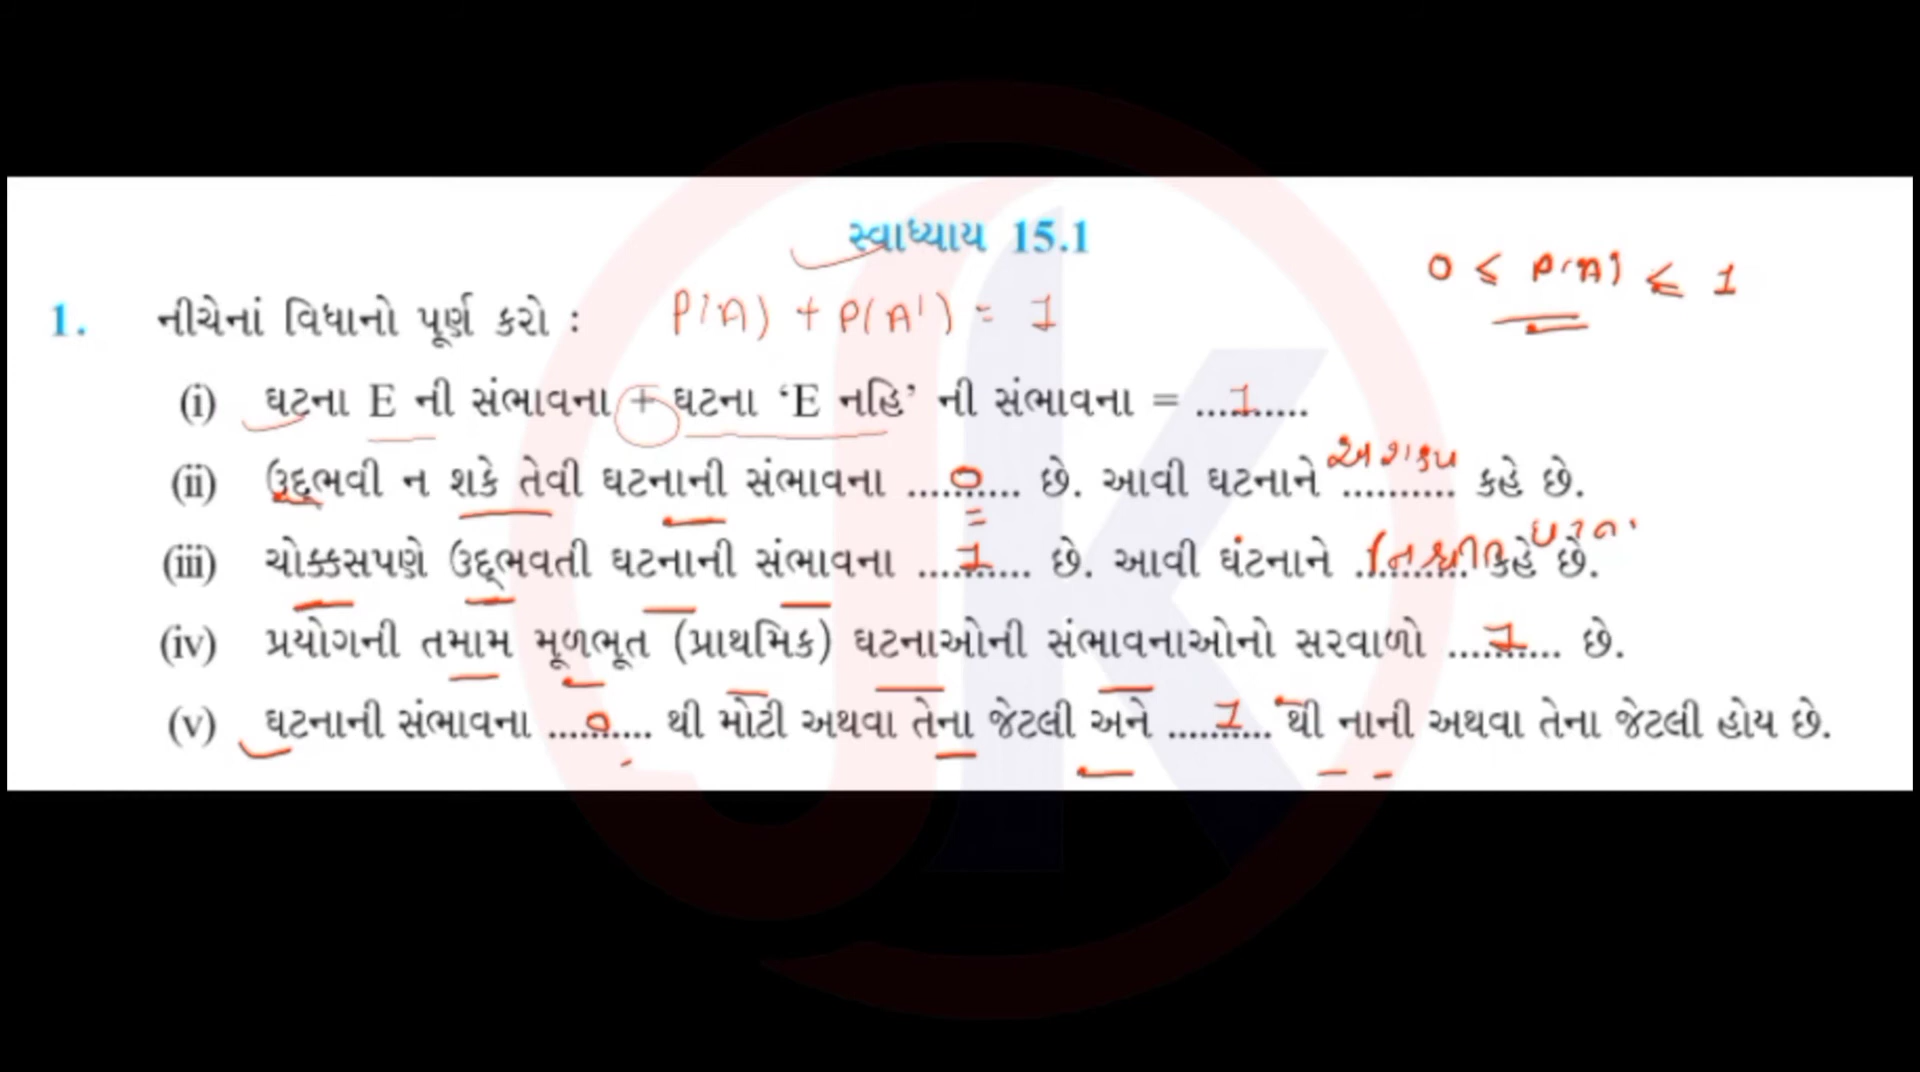 સ્વાધ્યાય 15.1
0 ≤ P(A) ≤ 1
1. નીચેનાં વિધાનો પૂર્ણ કરો : P(A) + P(A') = 1
(i) ઘટના E ની સંભાવના + ઘટના ‘E નહિ’ ની સંભાવના = ....1......
(ii) ઉદ્ભવી ન શકે તેવી ઘટનાની સંભાવના ....0...... છે. આવી ઘટનાને અશક્ય .......... કહે છે.
(iii) ચોક્કસપણે ઉદ્ભવતી ઘટનાની સંભાવના ....1...... છે. આવી ઘંટનાને .......... કહે છે.
(iv) પ્રયોગની તમામ મૂળભૂત (પ્રાથમિક) ઘટનાઓની સંભાવનાઓનો સરવાળો ....1...... છે.
(v) ઘટનાની સંભાવના ....0...... થી મોટી અથવા તેના જેટલી અને ....1...... થી નાની અથવા તેના જેટલી હોય છે.